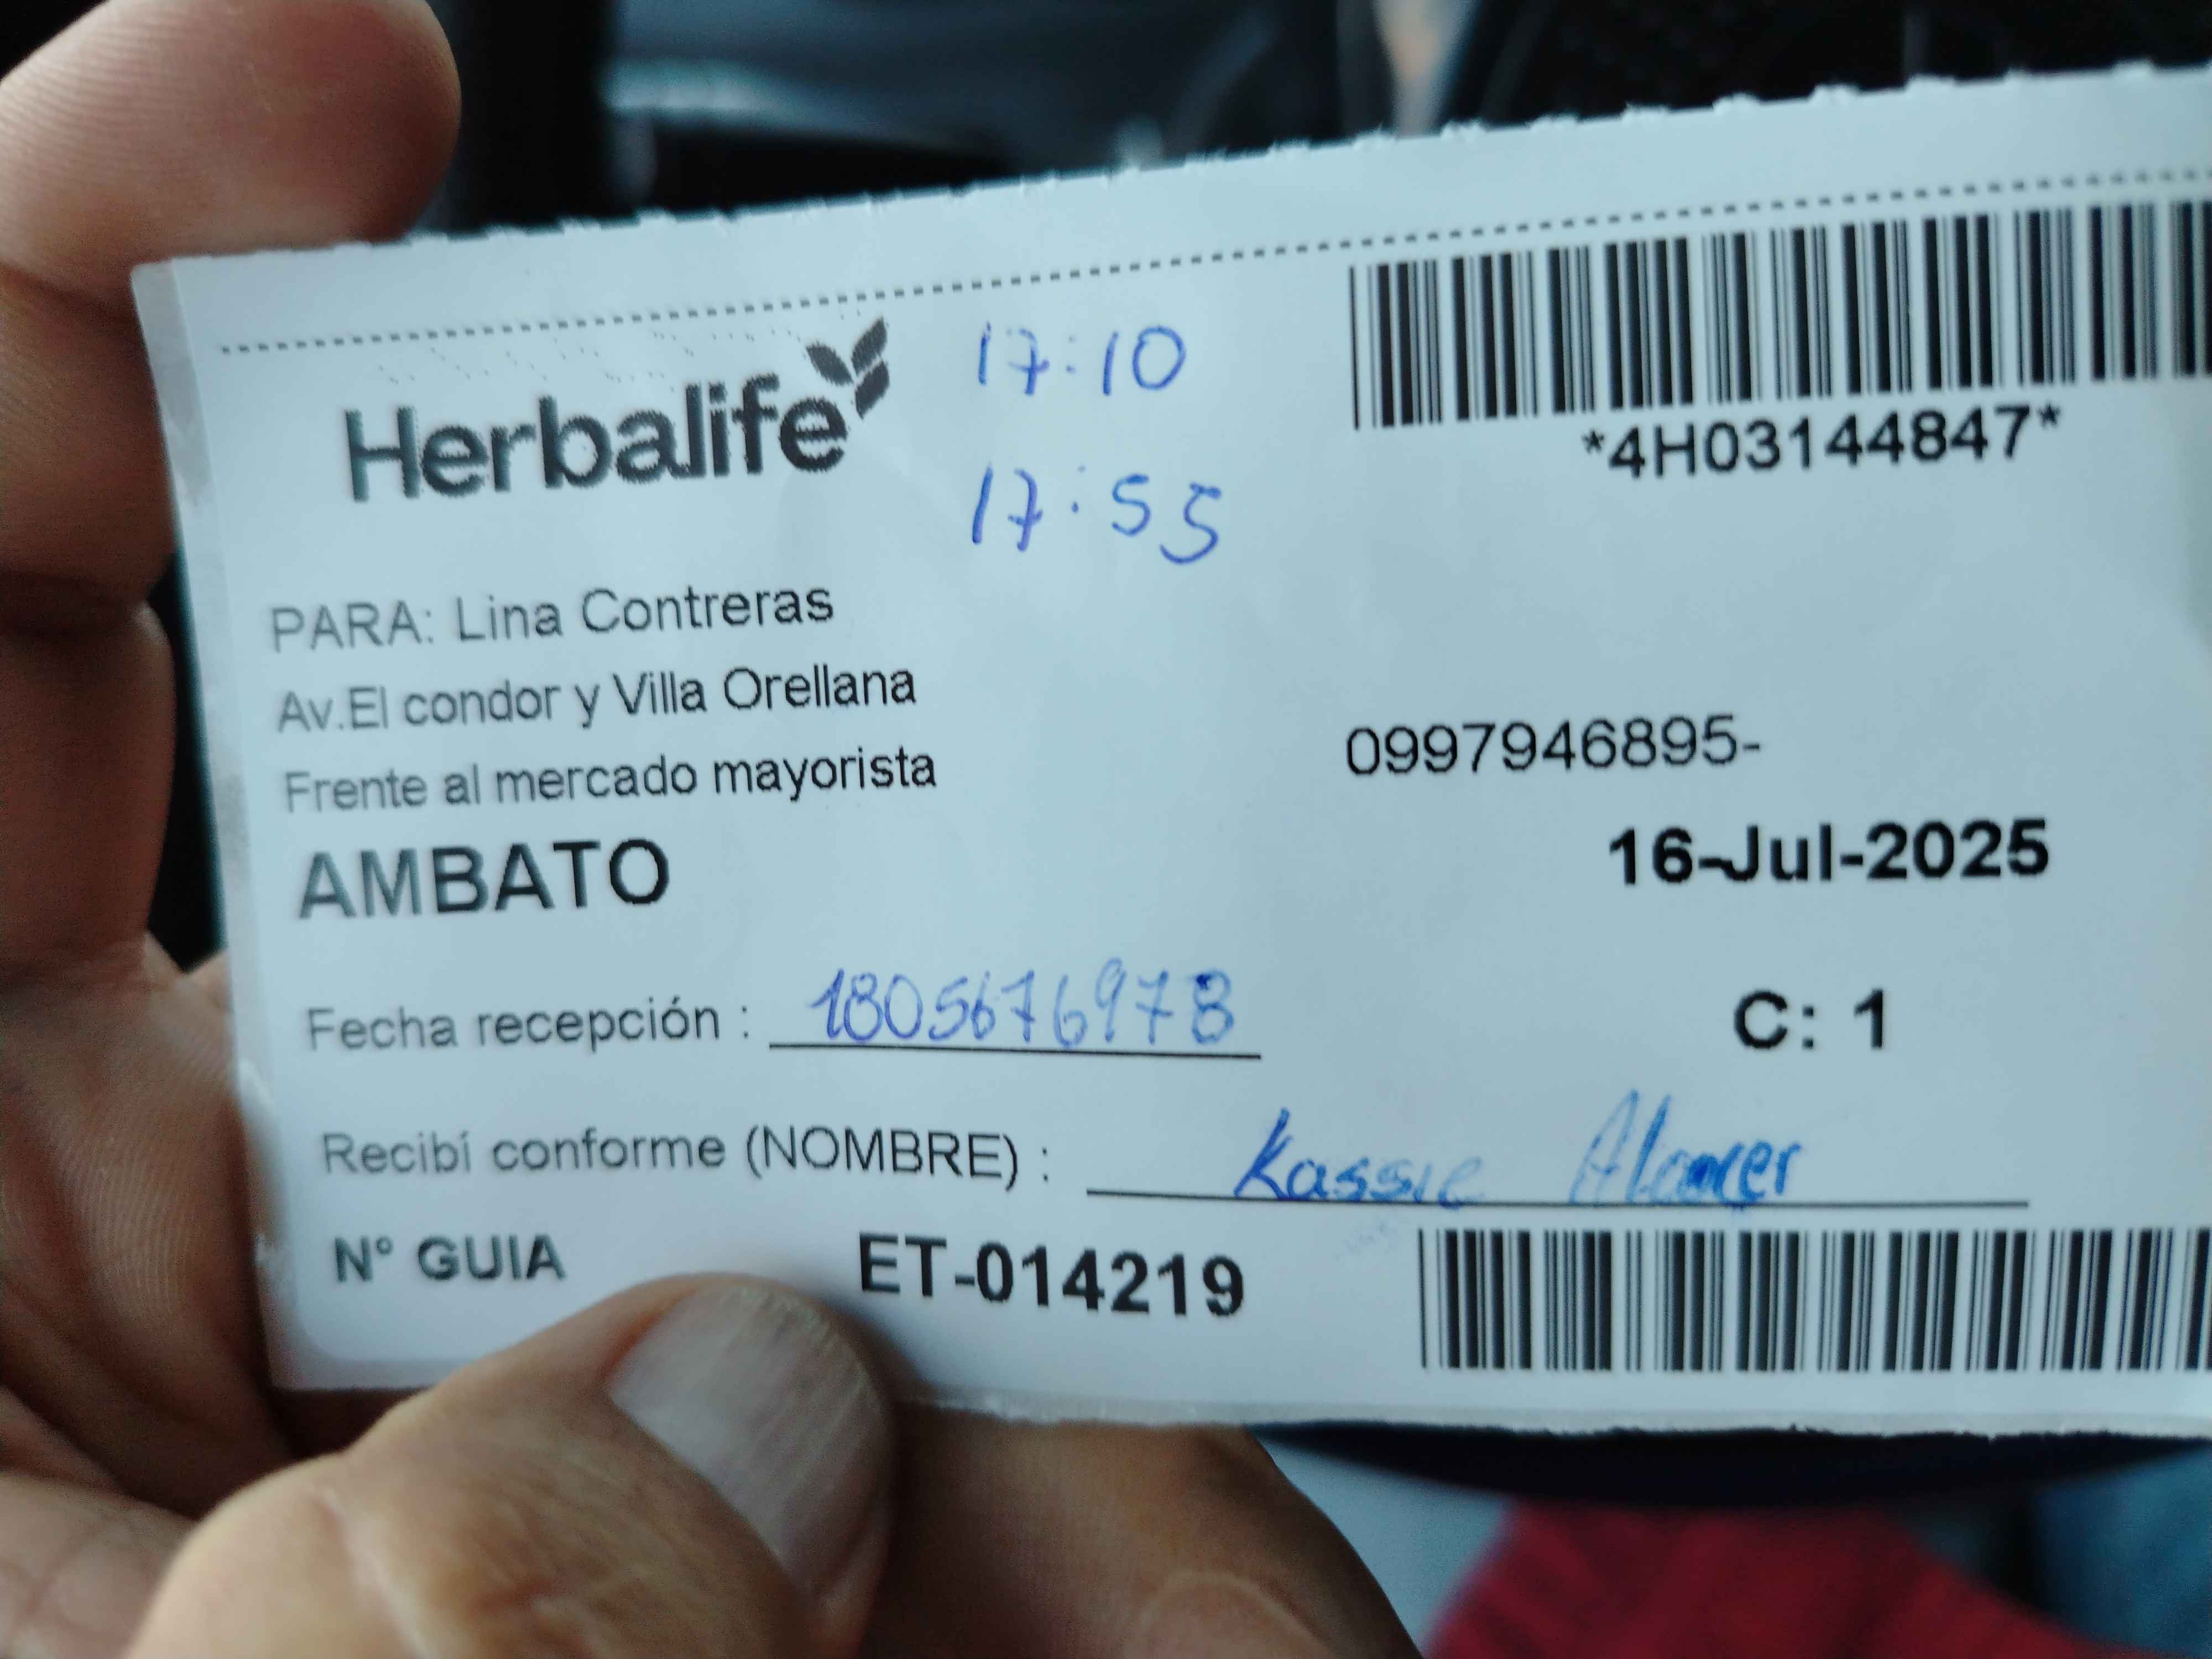 Herbalife
17:10
17:55
*4H03144847*
PARA: Lina Contreras
Av.El condor y Villa Orellana
Frente al mercado mayorista
0997946895-
AMBATO
16-Jul-2025
Fecha recepción : 1805676978
C: 1
Recibí conforme (NOMBRE) : Kassie
N° GUIA ET-014219